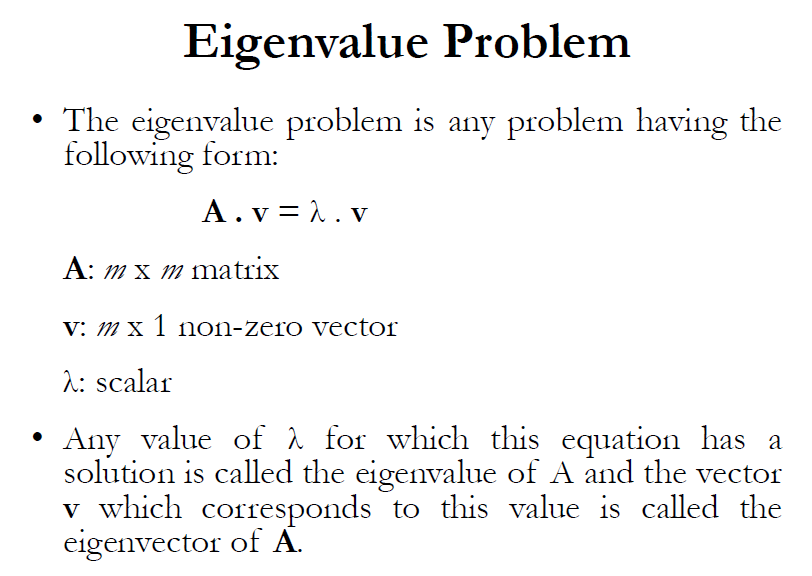 Eigenvalue Problem
• The eigenvalue problem is any problem having the
following form:
A . v = λ . v
A: m x m matrix
v: m x 1 non-zero vector
λ: scalar
• Any value of λ for which this equation has a
solution is called the eigenvalue of A and the vector
v which corresponds to this value is called the
eigenvector of A.